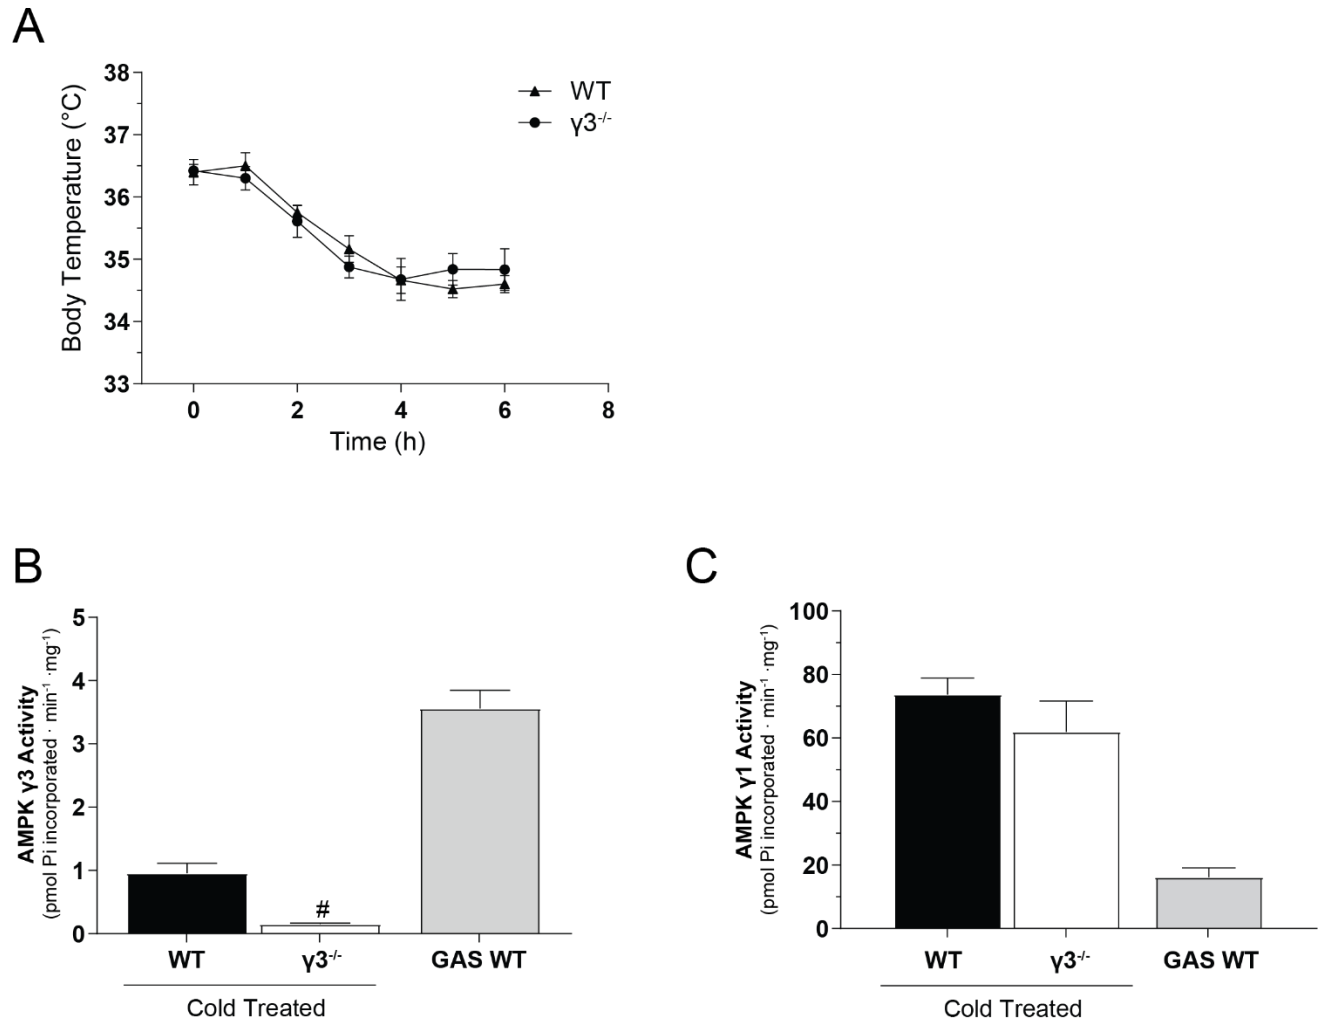 A
38
37
36
35
34
33
Body Temperature (°C)
0 2 4 6 8
Time (h)
WT
γ3-/-
B
5
4
3
2
1
0
AMPK γ3 Activity
(pmol Pi incorporated · min-1 ·mg-1)
#
WT γ3-/- GAS WT
Cold Treated
C
100
80
60
40
20
0
AMPK γ1 Activity
(pmol Pi incorporated · min-1 ·mg-1)
WT γ3-/- GAS WT
Cold Treated